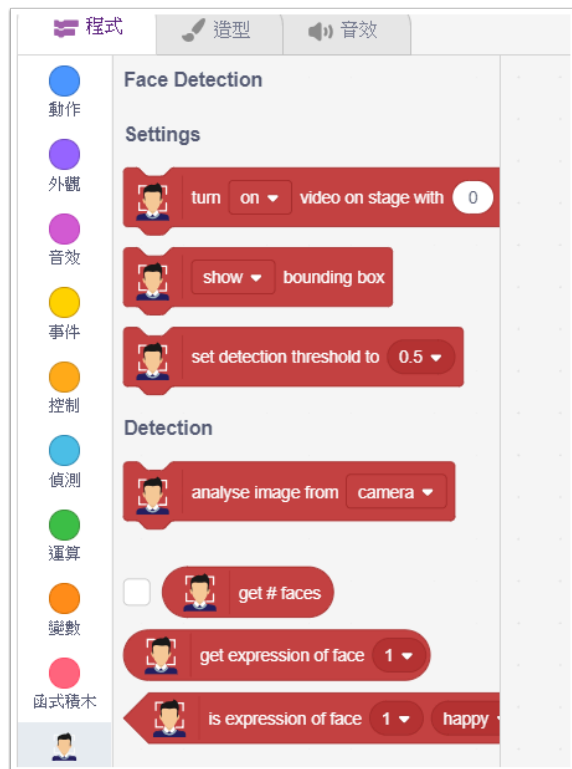 程式
造型
音效
動作
外觀
音效
事件
控制
偵測
運算
變數
函式積木
Face Detection
Settings
turn on video on stage with 0
show bounding box
set detection threshold to 0.5
Detection
analyse image from camera
get # faces
get expression of face 1
is expression of face 1 happy